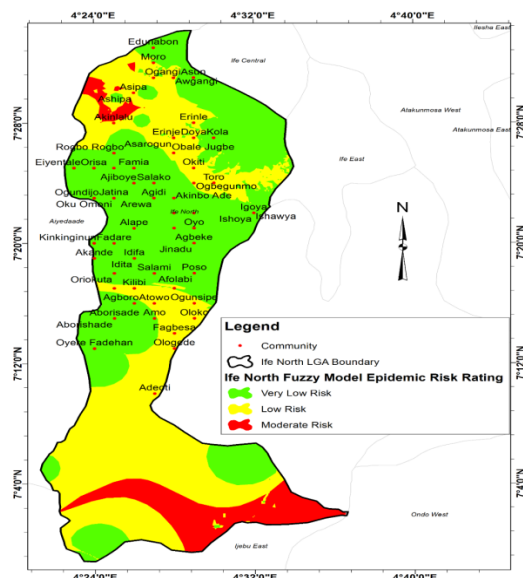 4°24'0"E 4°32'0"E 4°40'0"E
Ilesha East
Edunabon
Moro
Ife Central
Ogangi Asun
Awgangi
Asipa
Ashipa
Atakunmosa West
Akinlalu
Erinle
7°28'0"N
7°28'0"N
Atakunmosa East
Erinle Doya Kola
Asarogun
Rogbo Rogbo
Obale Jugbe
Ife East
Eiyentale Orisa Famia Okiti
Ajiboye Salako Toro
Ogbegunmo
Ogundijo Jatina Agidi Akinbo Ade
Igoya
Oku Omoni Arewa
Ife North
Ishoya Ishawya
Aiyedaade
Alape Oyo
Kinkinginun Fadare Agbeke
7°20'0"N
7°20'0"N
Jinadu
Akande Idifa
Idita Salami Poso
Oriokuta Kilibi Afolabi
Agboro Atowo Ogunsipe
Aborisade Amo Oloko
Aborishade
Fagbesa
Oyere Fadehan Ologede
N
Legend
Community
Ife North LGA Boundary
Ife North Fuzzy Model Epidemic Risk Rating
Very Low Risk
Low Risk
Moderate Risk
7°12'0"N
7°12'0"N
Adeoti
7°4'0"N
7°4'0"N
Ondo West
Ijebu East
4°24'0"E 4°32'0"E 4°40'0"E